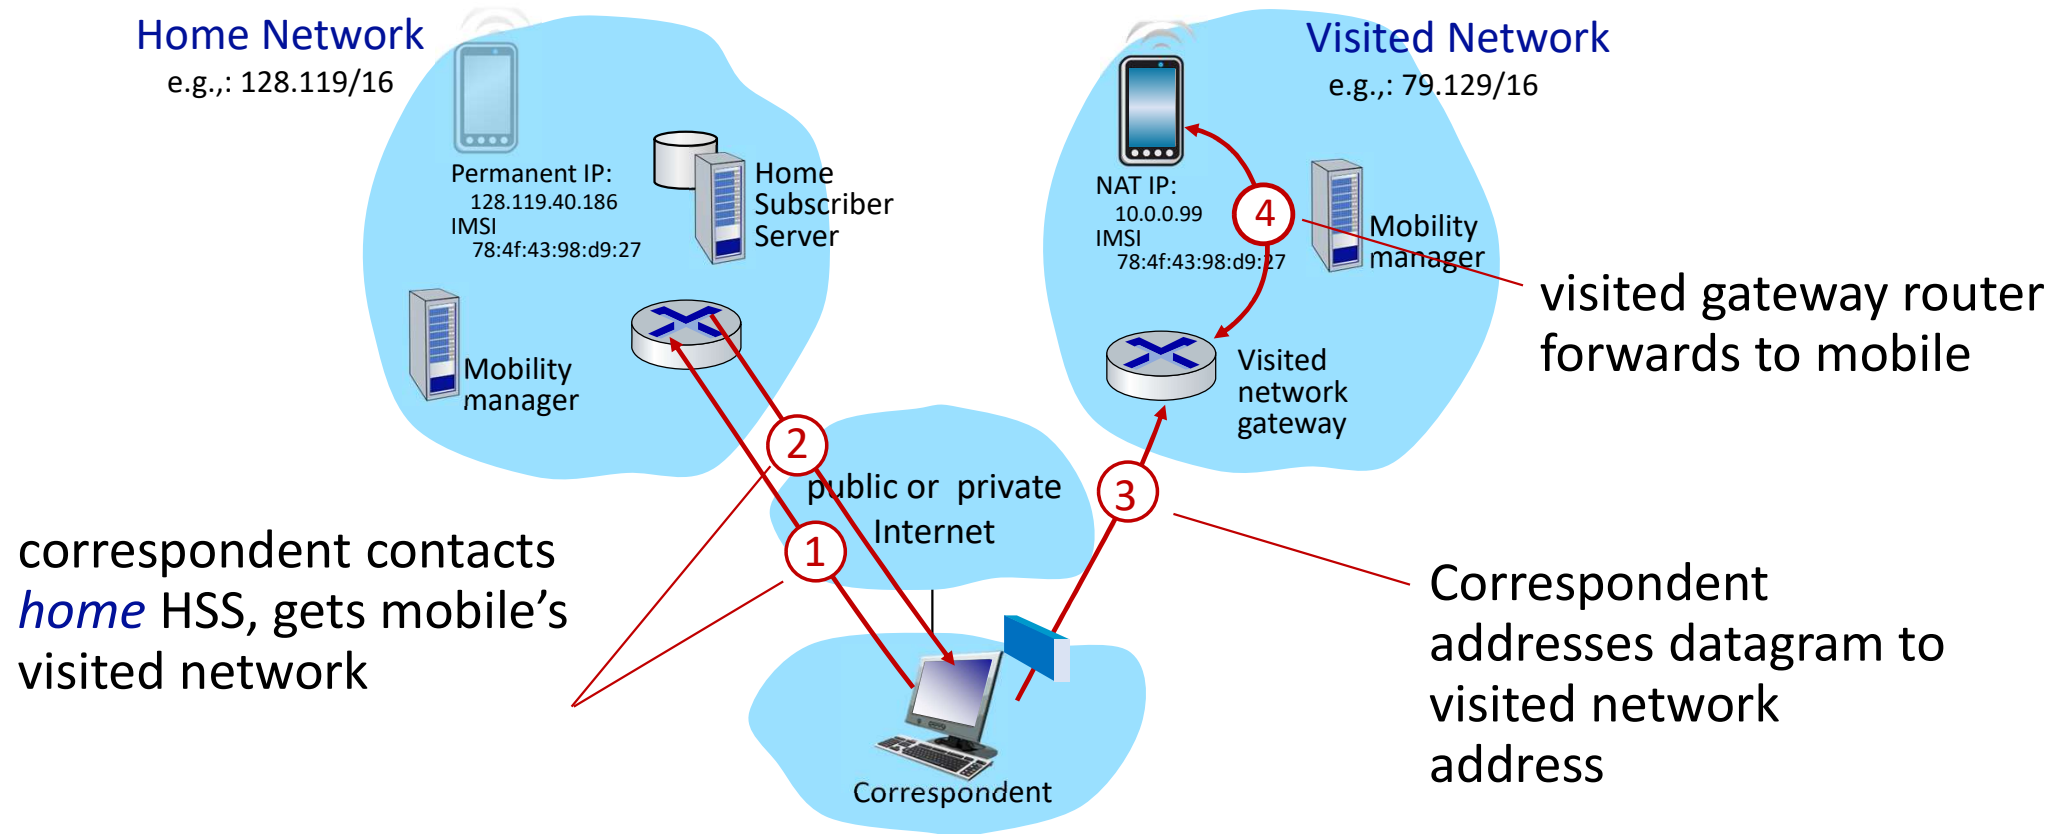 Home Network
e.g.,: 128.119/16
Permanent IP:
128.119.40.186
IMSI
78:4f:43:98:d9:27
Home
Subscriber
Server
Mobility
manager
Visited Network
e.g.,: 79.129/16
NAT IP:
10.0.0.99
IMSI
78:4f:43:98:d9:27
4
Mobility
manager
Visited
network
gateway
visited gateway router
forwards to mobile
2
public or private
Internet
1
3
correspondent contacts
home HSS, gets mobile’s
visited network
Correspondent
addresses datagram to
visited network
address
Correspondent